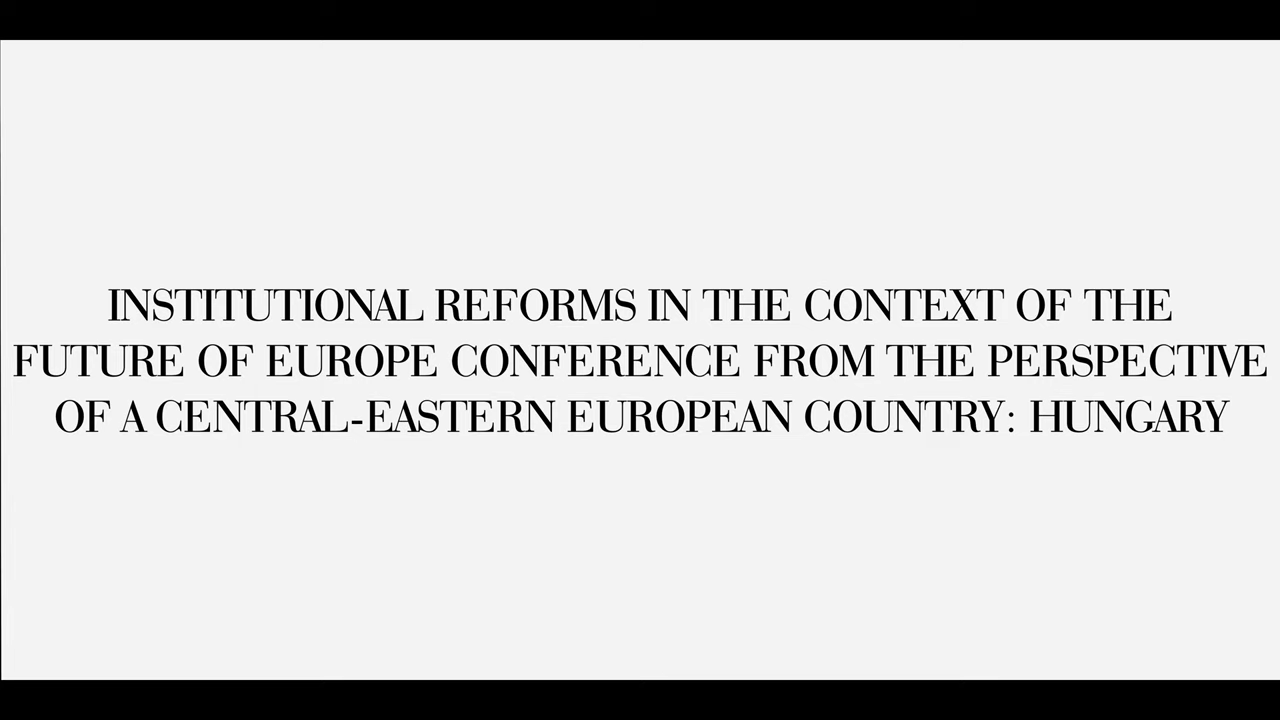 INSTITUTIONAL REFORMS IN THE CONTEXT OF THE
FUTURE OF EUROPE CONFERENCE FROM THE PERSPECTIVE
OF A CENTRAL-EASTERN EUROPEAN COUNTRY: HUNGARY